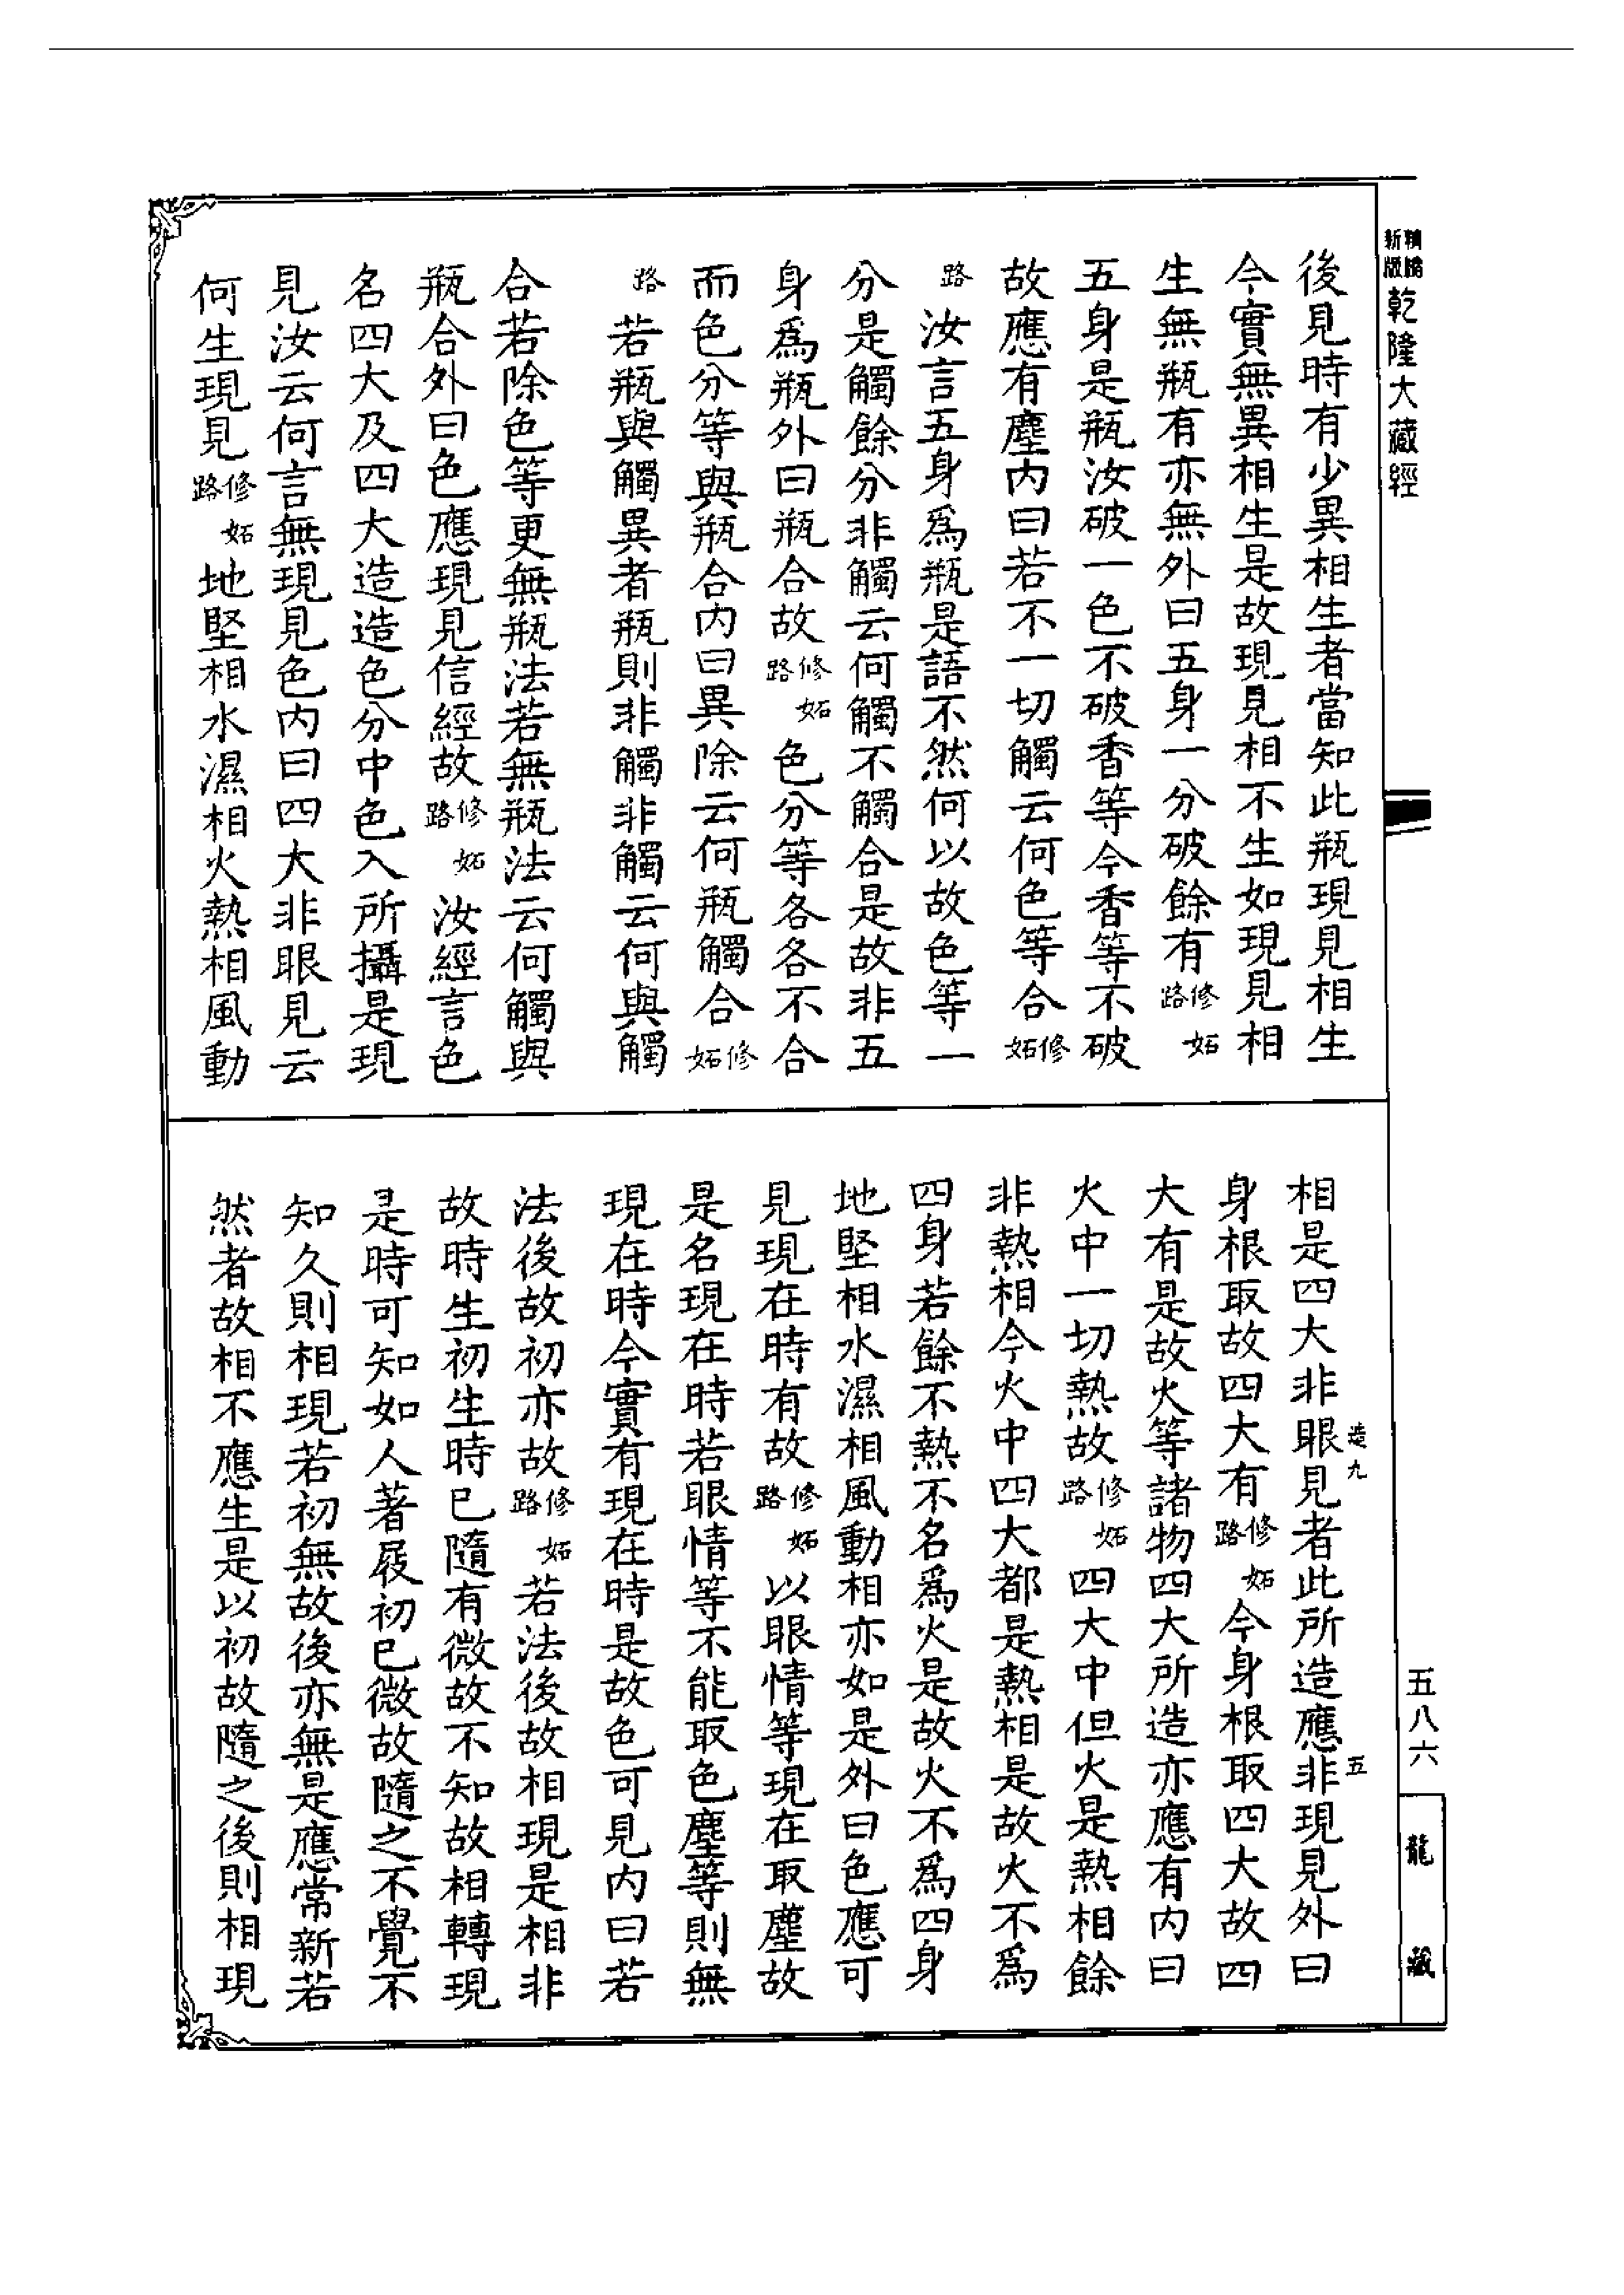 新版精縮乾隆大藏經
後見時有少異相生者當知此瓶現見相生
今實無異相生是故現見相不生如現見相
生無瓶有亦無外曰五身一分破餘有修妬路
五身是瓶汝破一色不破香等今香等不破
故應有塵内曰若不一切觸云何色等合修妬
路汝言五身爲瓶是語不然何以故色等一
分是觸餘分非觸云何觸不觸合是故非五
身爲瓶外曰瓶合故修妬路色分等各各不合
而色分等與瓶合内曰異除云何瓶觸合修妬
路若瓶與觸異者瓶則非觸非觸云何與觸
合若除色等更無瓶法若無瓶法云何觸與
瓶合外曰色應現見信經故修妬路汝經言色
名四大及四大造造色分中色入所攝是現
見汝云何言無現見色内曰四大非眼見云
何生現見修妬路地堅相水濕相火熱相風動
相是四大非眼見者此所造應非現見外曰
身根取故四大有修妬路今身根取四大故四
大有是故火等諸物四大所造亦應有内曰
火中一切熱故修妬路四大中但火是熱相餘
非熱相今火中四大都是熱相是故火不爲
四身若餘不熱不名爲火是故火不爲四身
地堅相水濕相風動相亦如是外曰色應可
見現在時有故修妬路以眼情等現在取塵故
是名現在時若眼情等不能取色塵等則無
現在時今實有現在時是故色可見内曰若
法後故初亦故修妬路若法後故相現是相非
故時生初生時已隨有微故不知故相轉現
是時可知如人著屐初已微故隨之不覺不
知久則相現若初無故後亦無是應常新若
然者故相不應生是以初故隨之後則相現
造九
五
五八六
龍藏